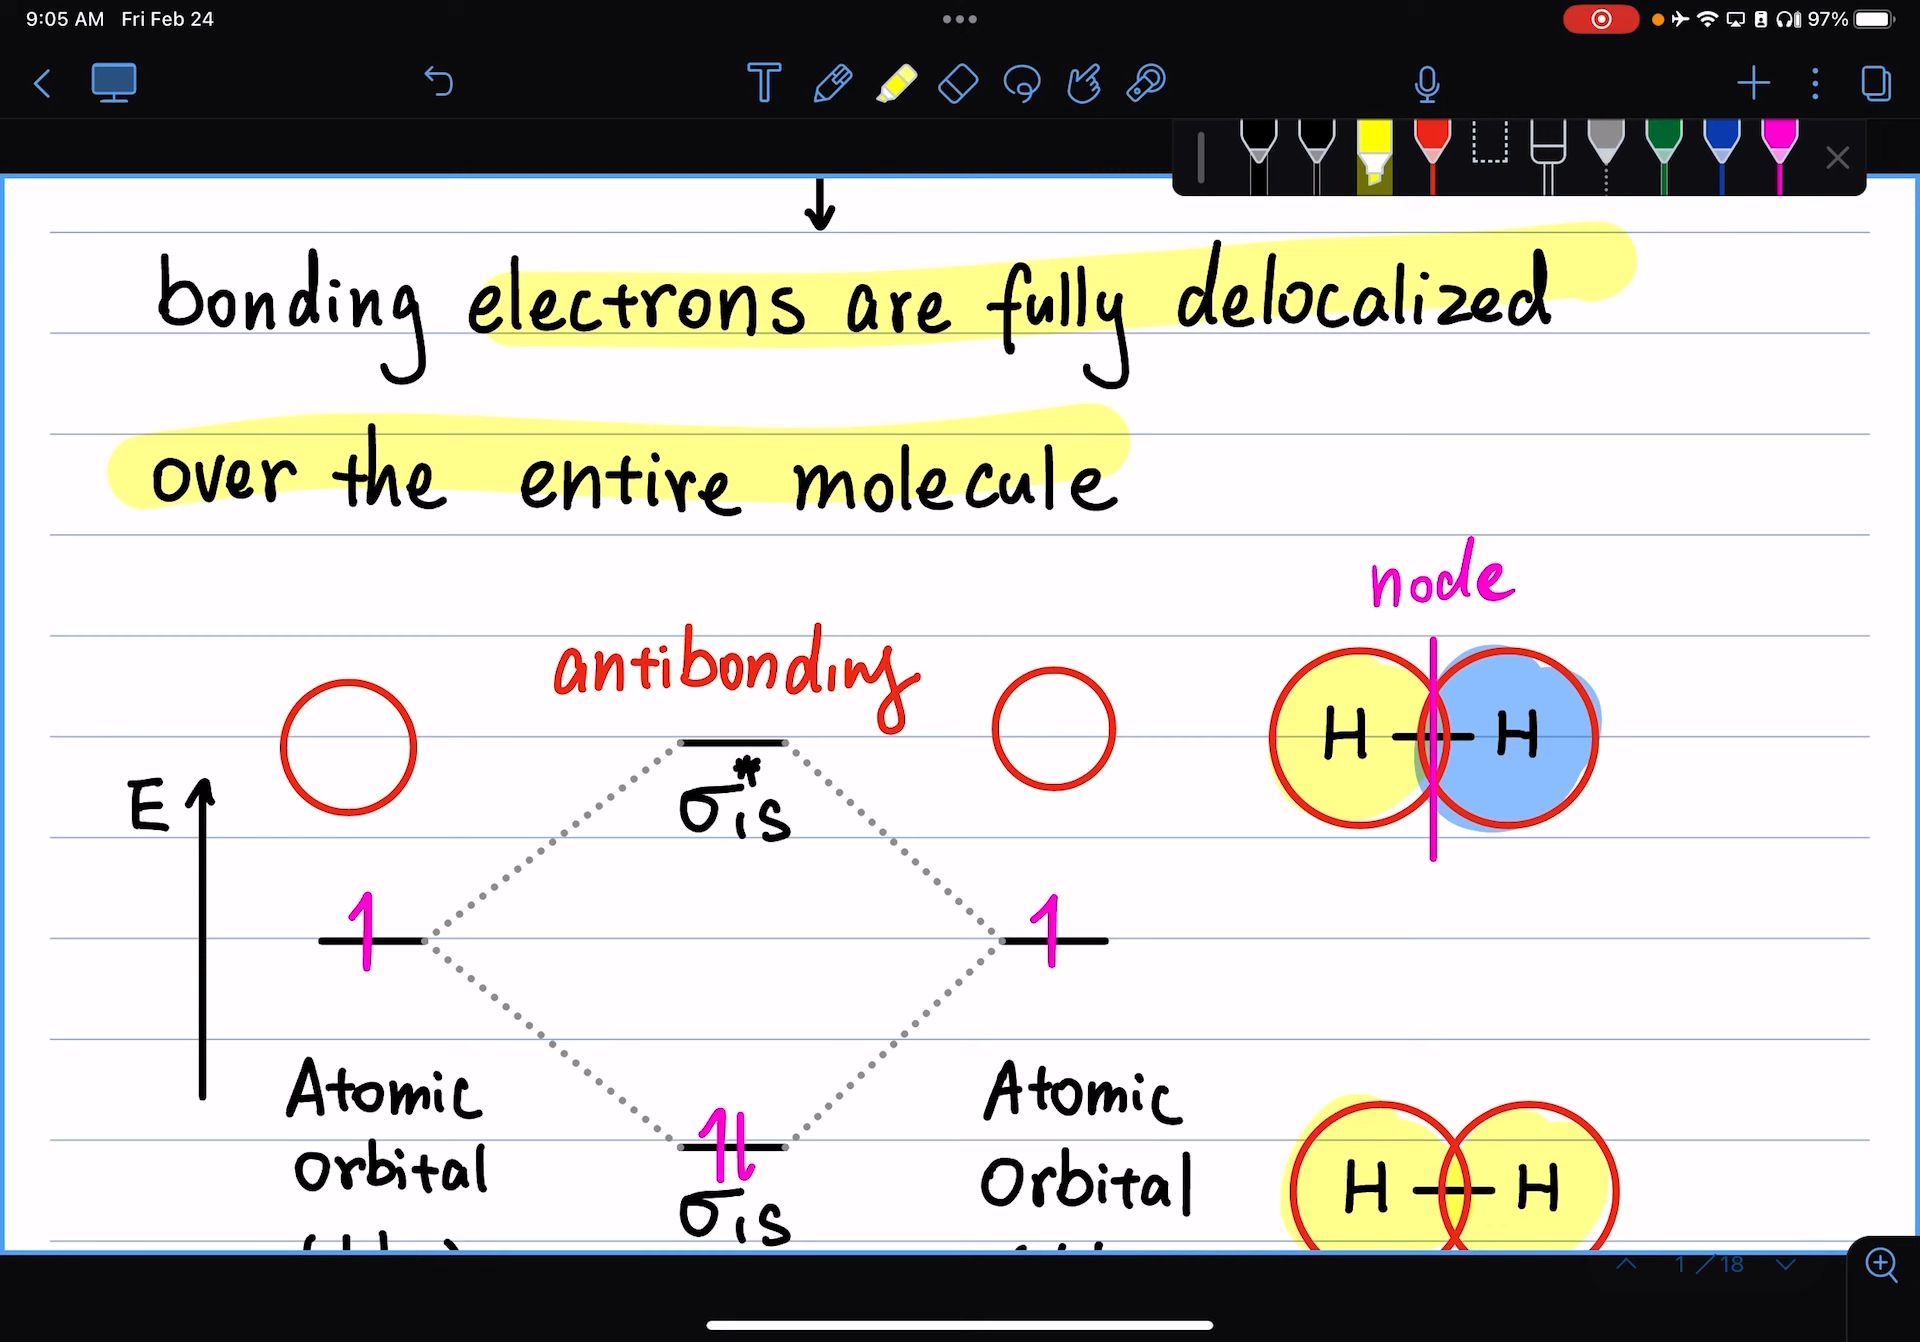 9:05 AM Fri Feb 24
97%
bonding electrons are fully delocalized
over the entire molecule
node
antibonding
H H
E
σ*1s
Atomic
Orbital
Atomic
Orbital
H H
σ1s
1 / 18